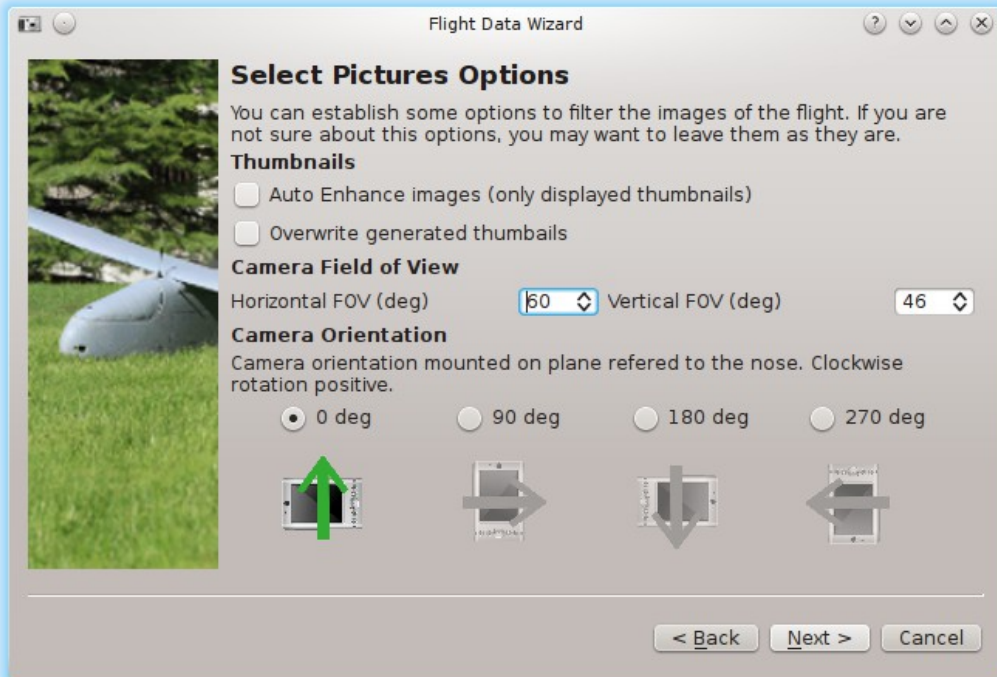 Flight Data Wizard
Select Pictures Options
You can establish some options to filter the images of the flight. If you are
not sure about this options, you may want to leave them as they are.
Thumbnails
Auto Enhance images (only displayed thumbnails)
Overwrite generated thumbails
Camera Field of View
Horizontal FOV (deg) 60 Vertical FOV (deg) 46
Camera Orientation
Camera orientation mounted on plane refered to the nose. Clockwise
rotation positive.
0 deg 90 deg 180 deg 270 deg
< Back Next > Cancel